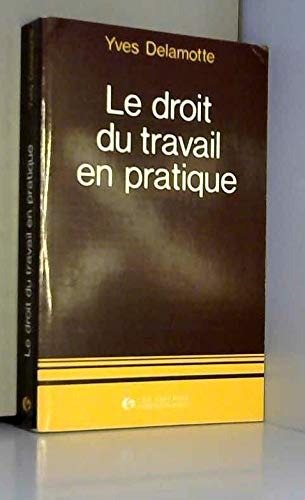 Yves Delamotte
Le droit
du travail
en pratique
Le droit du travail en pratique